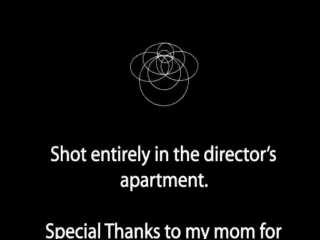 Shot entirely in the director’s
apartment.
Special Thanks to my mom for